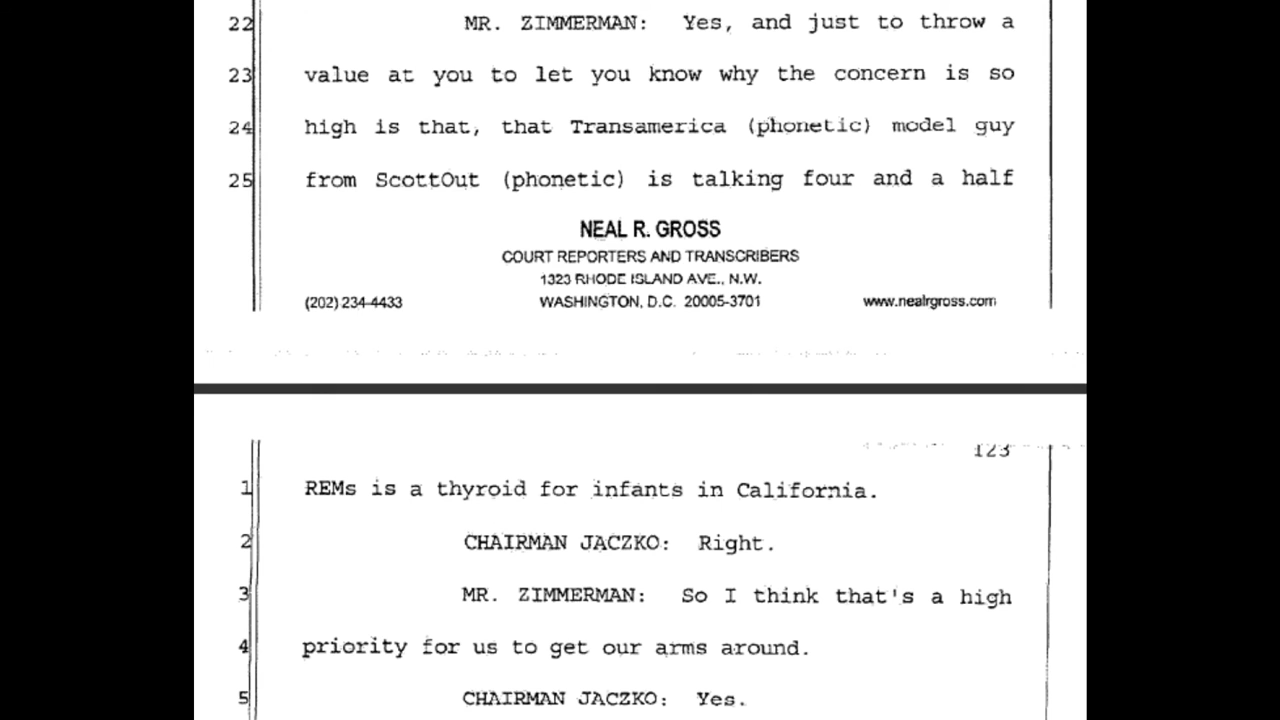 22 MR. ZIMMERMAN: Yes, and just to throw a
23 value at you to let you know why the concern is so
24 high is that, that Transamerica (phonetic) model guy
25 from ScottOut (phonetic) is talking four and a half
NEAL R. GROSS
COURT REPORTERS AND TRANSCRIBERS
1323 RHODE ISLAND AVE., N.W.
(202) 234-4433 WASHINGTON, D.C. 20005-3701 www.nealrgross.com
123
1 REMs is a thyroid for infants in California.
2 CHAIRMAN JACZKO: Right.
3 MR. ZIMMERMAN: So I think that's a high
4 priority for us to get our arms around.
5 CHAIRMAN JACZKO: Yes.